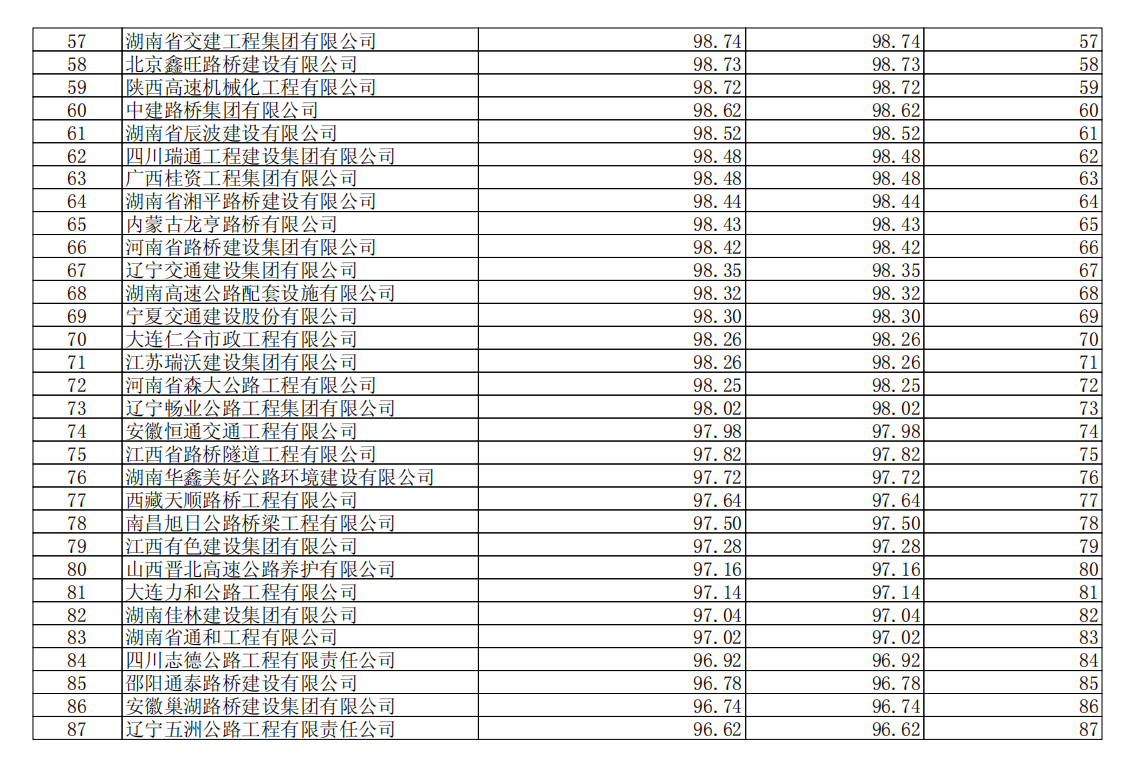 57 湖南省交建工程集团有限公司 98.74 98.74 57
58 北京鑫旺路桥建设有限公司 98.73 98.73 58
59 陕西高速机械化工程有限公司 98.72 98.72 59
60 中建路桥集团有限公司 98.62 98.62 60
61 湖南省辰波建设有限公司 98.52 98.52 61
62 四川瑞通工程建设集团有限公司 98.48 98.48 62
63 广西桂资工程集团有限公司 98.48 98.48 63
64 湖南省湘平路桥建设有限公司 98.44 98.44 64
65 内蒙古龙亨路桥有限公司 98.43 98.43 65
66 河南省路桥建设集团有限公司 98.42 98.42 66
67 辽宁交通建设集团有限公司 98.35 98.35 67
68 湖南高速公路配套设施有限公司 98.32 98.32 68
69 宁夏交通建设股份有限公司 98.30 98.30 69
70 大连仁合市政工程有限公司 98.26 98.26 70
71 江苏瑞沃建设集团有限公司 98.26 98.26 71
72 河南省森大公路工程有限公司 98.25 98.25 72
73 辽宁畅业公路工程集团有限公司 98.02 98.02 73
74 安徽恒通交通工程有限公司 97.98 97.98 74
75 江西省路桥隧道工程有限公司 97.82 97.82 75
76 湖南华鑫美好公路环境建设有限公司 97.72 97.72 76
77 西藏天顺路桥工程有限公司 97.64 97.64 77
78 南昌旭日公路桥梁工程有限公司 97.50 97.50 78
79 江西有色建设集团有限公司 97.28 97.28 79
80 山西晋北高速公路养护有限公司 97.16 97.16 80
81 大连力和公路工程有限公司 97.14 97.14 81
82 湖南佳林建设集团有限公司 97.04 97.04 82
83 湖南省通和工程有限公司 97.02 97.02 83
84 四川志德公路工程有限责任公司 96.92 96.92 84
85 邵阳通泰路桥建设有限公司 96.78 96.78 85
86 安徽巢湖路桥建设集团有限公司 96.74 96.74 86
87 辽宁五洲公路工程有限责任公司 96.62 96.62 87